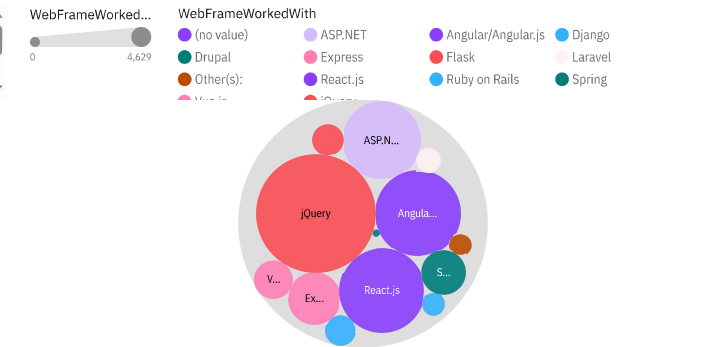 WebFrameWorked...
0 4,629
WebFrameWorkedWith
(no value) ASP.NET Angular/Angular.js Django
Drupal Express Flask Laravel
Other(s): React.js Ruby on Rails Spring
Vue.js jQuery
ASP.N...
jQuery
Angula...
S...
V...
Ex...
React.js